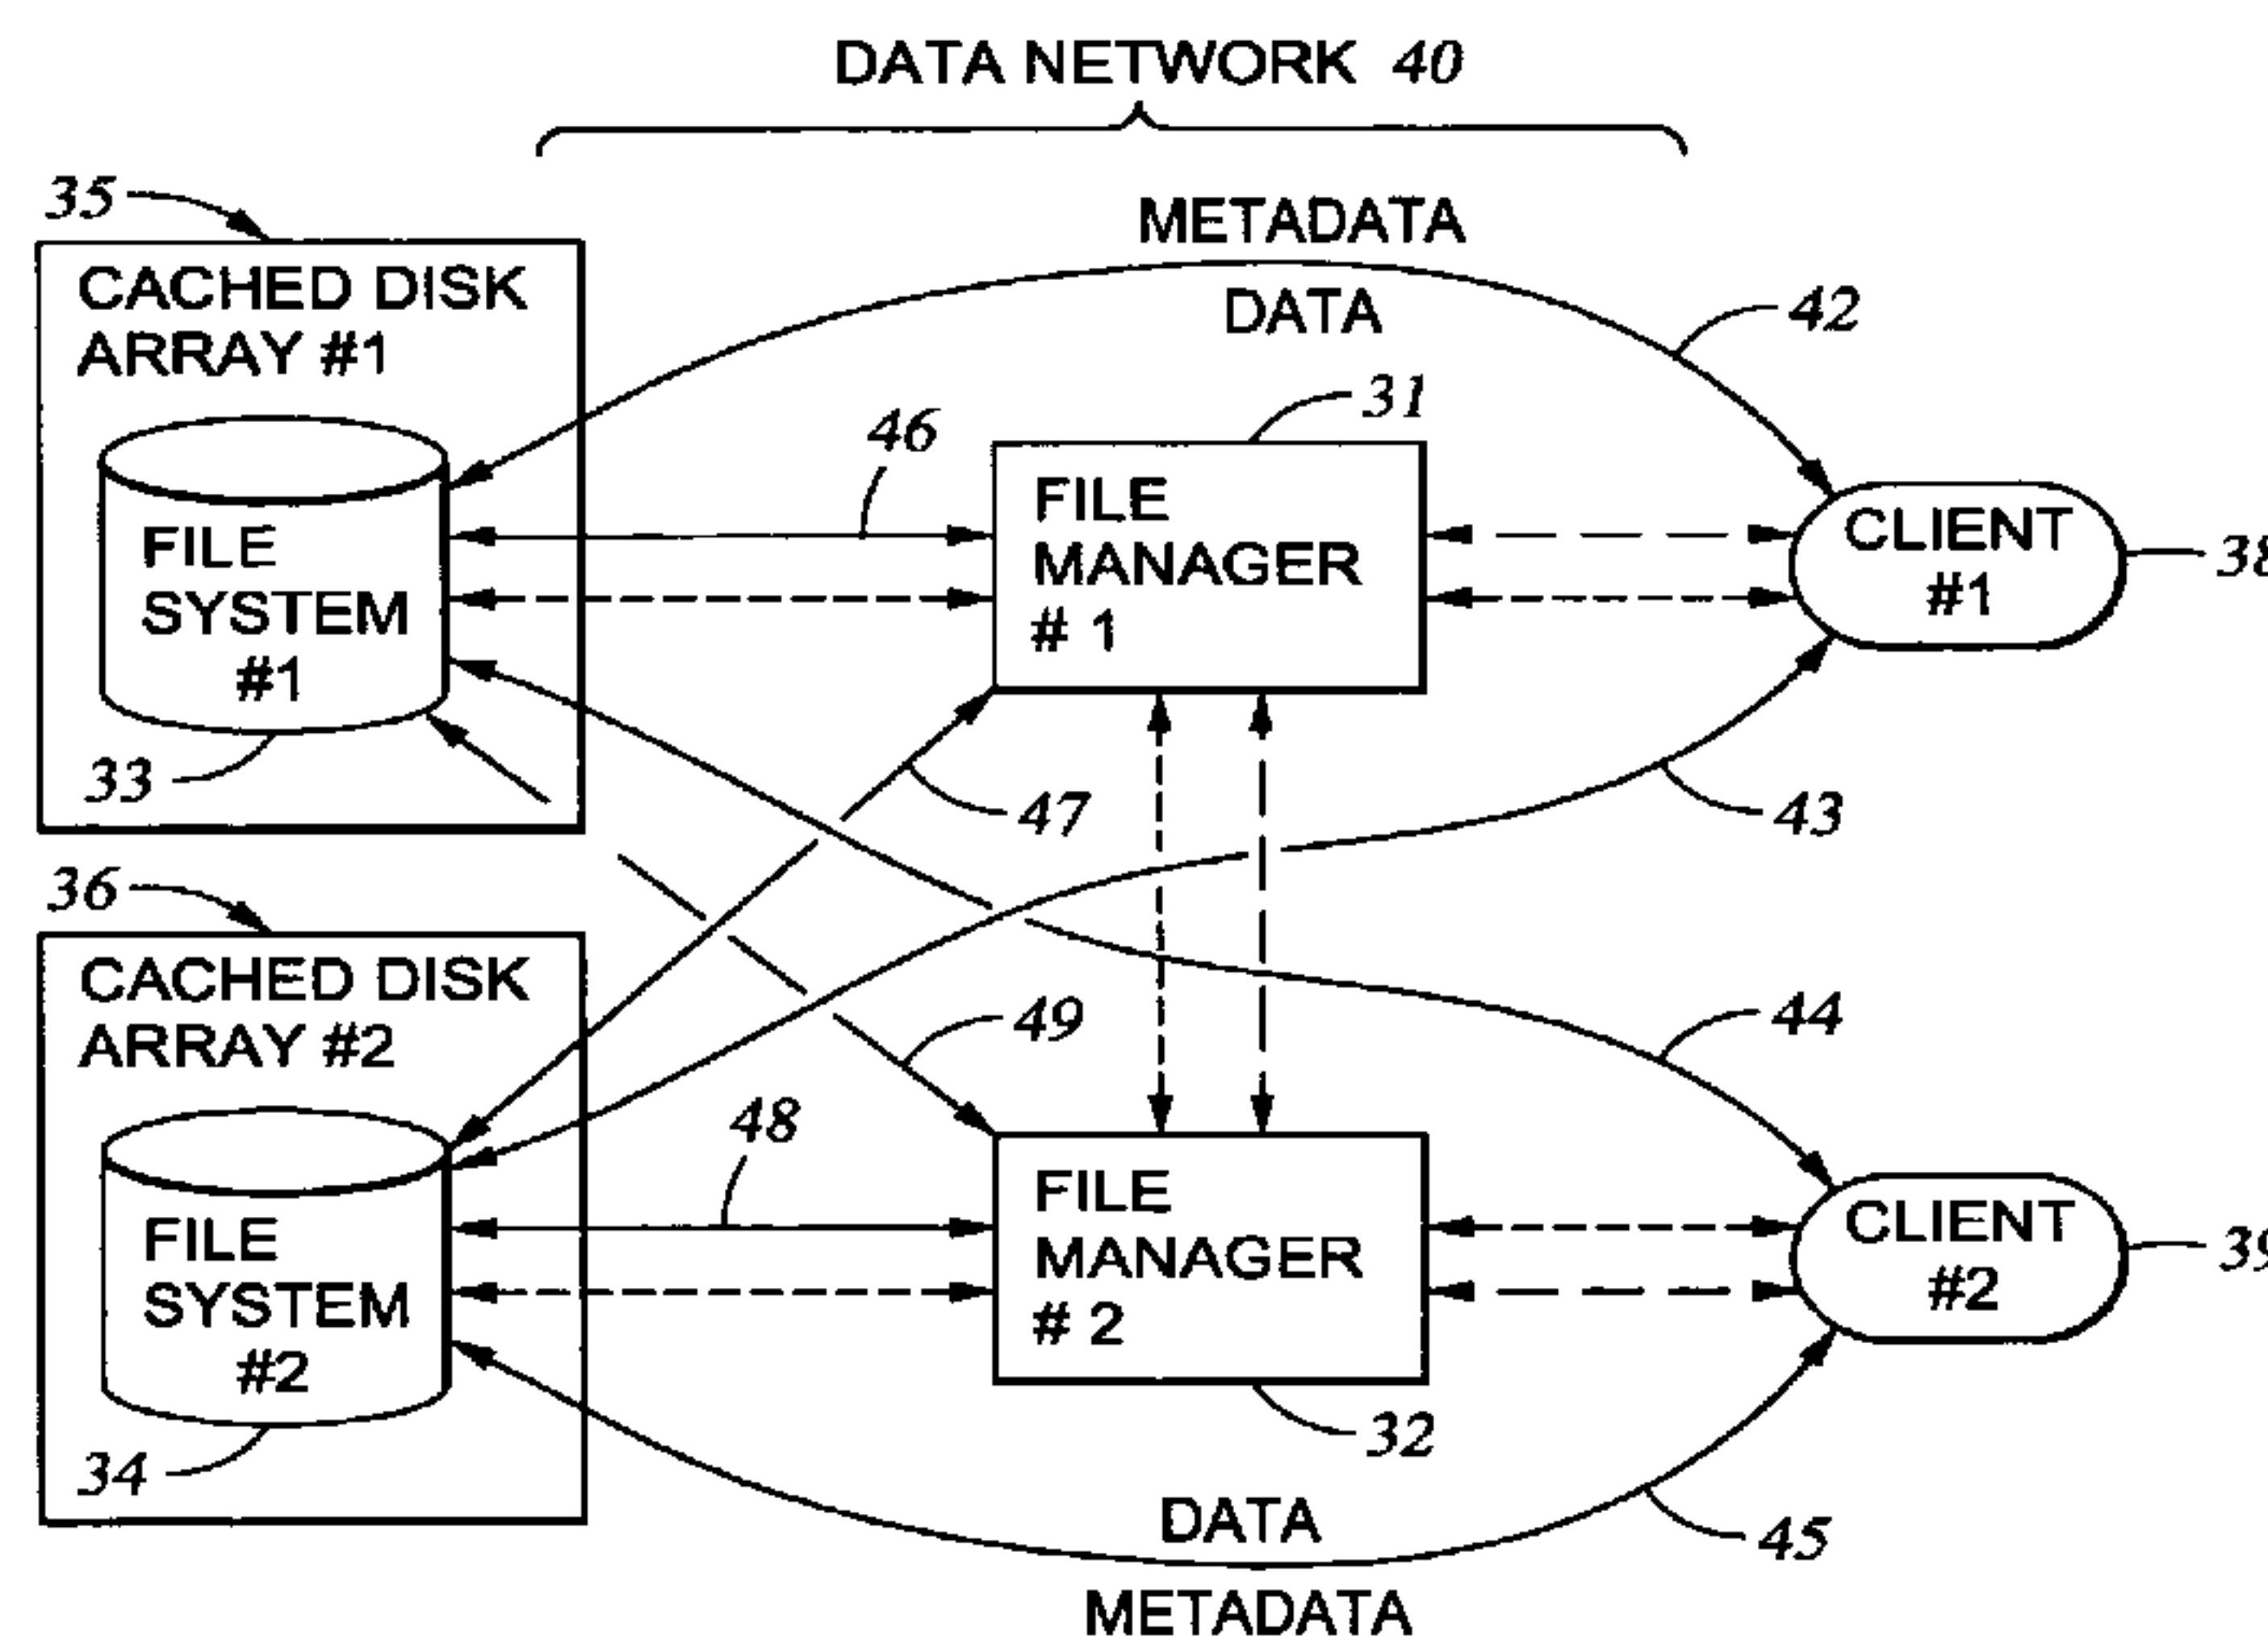 DATA NETWORK 40
35
METADATA
CACHED DISK
ARRAY #1
DATA
42
31
46
FILE
MANAGER
# 1
CLIENT
#1
38
FILE
SYSTEM
#1
33
47
43
36
CACHED DISK
ARRAY #2
49
44
48
FILE
MANAGER
# 2
CLIENT
#2
39
FILE
SYSTEM
#2
34
32
DATA
45
METADATA